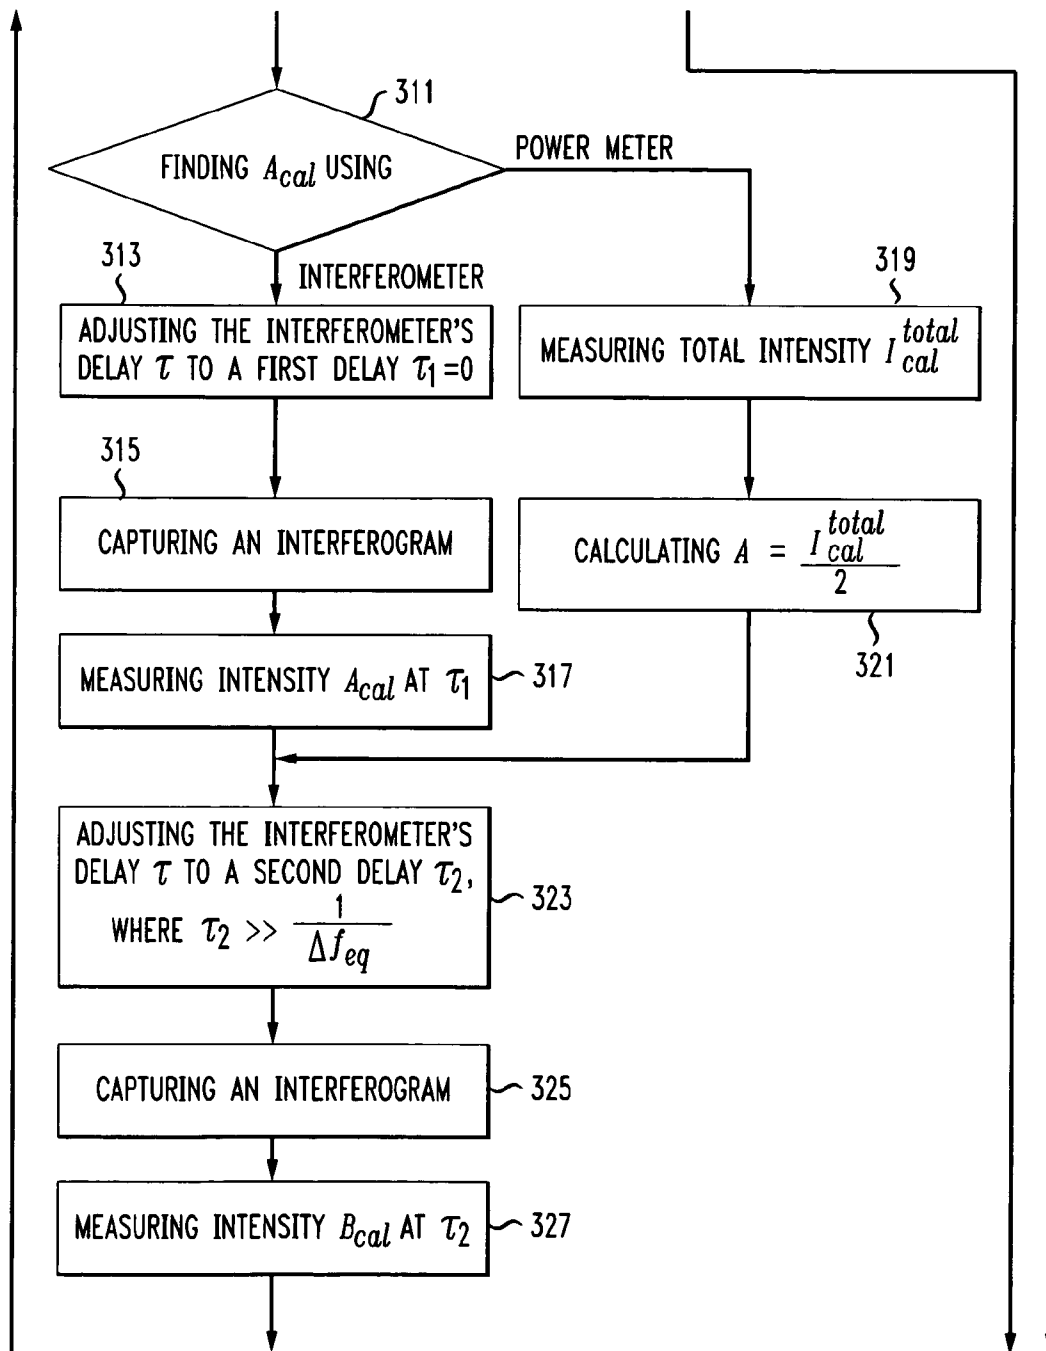 311
FINDING A_cal USING
POWER METER
INTERFEROMETER
313
ADJUSTING THE INTERFEROMETER'S
DELAY τ TO A FIRST DELAY τ₁=0
319
MEASURING TOTAL INTENSITY I_cal^total
315
CAPTURING AN INTERFEROGRAM
CALCULATING A = I_cal^total / 2
321
MEASURING INTENSITY A_cal AT τ₁
317
ADJUSTING THE INTERFEROMETER'S
DELAY τ TO A SECOND DELAY τ₂,
WHERE τ₂ >> 1 / Δf_eq
323
CAPTURING AN INTERFEROGRAM
325
MEASURING INTENSITY B_cal AT τ₂
327